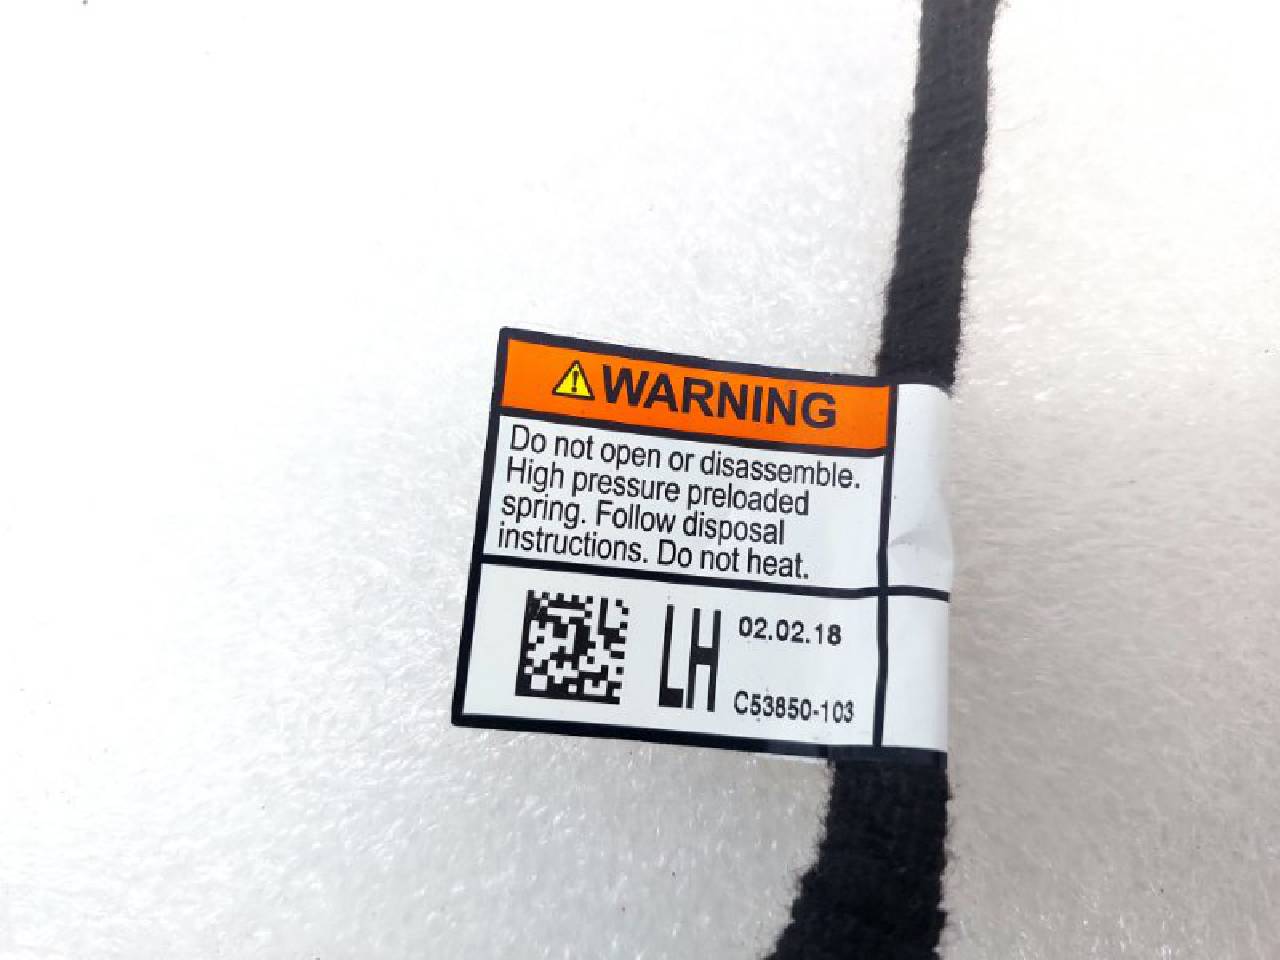 WARNING
Do not open or disassemble.
High pressure preloaded
spring. Follow disposal
instructions. Do not heat.
LH
02.02.18
C53850-103